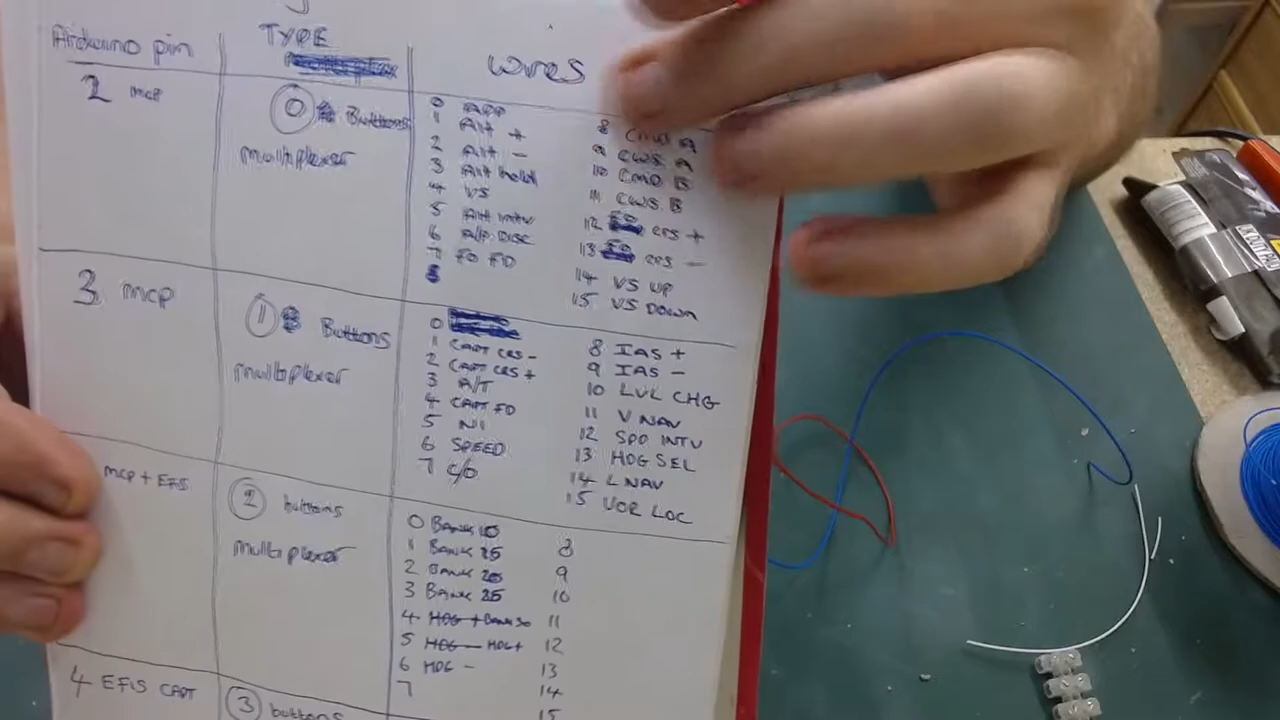 Arduino pin TYPE wires
2 mcp 0 Buttons
multiplexer
0 APP
1 Alt +
2 Alt -
3 Alt hold
4 VS
5 Alt intv
6 A/P DISC
7 FO FD
8 A
9 CWS A
10 CMD B
11 CWS B
12 FO CRS +
13 FO CRS -
14 VS UP
15 VS DOWN
3 mcp 1 Buttons
multiplexer
0
1 CAPT CRS -
2 CAPT CRS +
3 A/T
4 CAPT FD
5 N1
6 SPEED
7 C/O
8 IAS +
9 IAS -
10 LVL CHG
11 V NAV
12 SPD INTV
13 HDG SEL
14 L NAV
15 VOR LOC
mcp + EFIS 2 buttons
multiplexer
0 BANK 10
1 BANK
2 BANK
3 BANK 25
4 HDG + BANK 30
5 HDG - HDG +
6 HDG -
7
8
9
10
11
12
13
14
15
4 EFIS CAPT 3 buttons